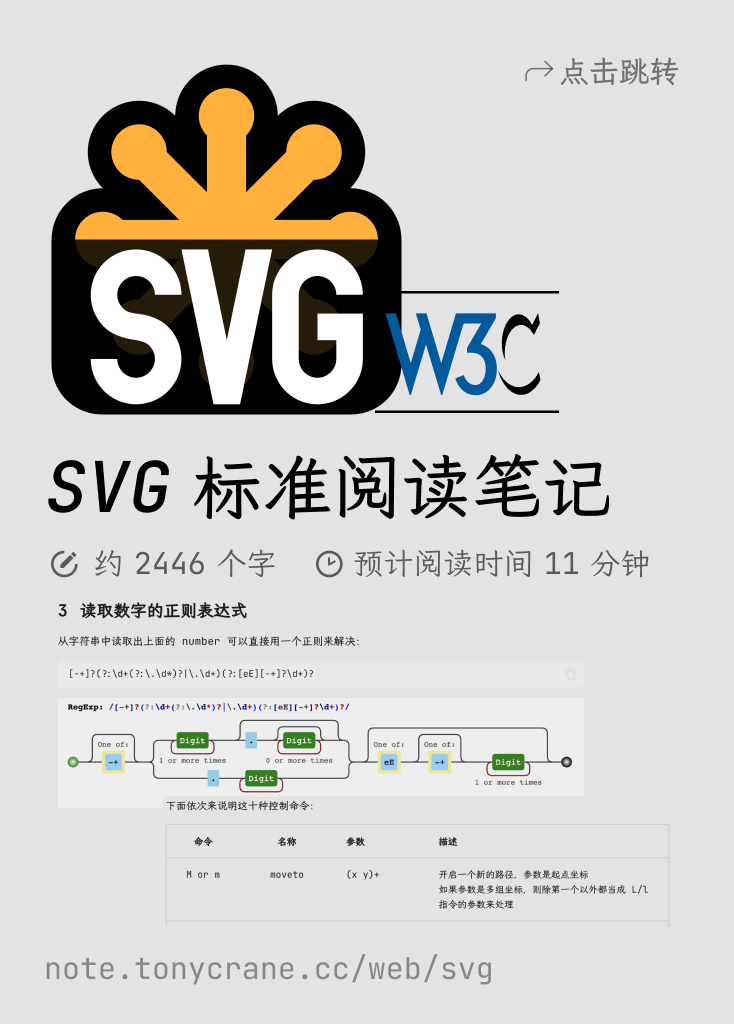 点击跳转
SVG
W3C
SVG 标准阅读笔记
约 2446 个字 预计阅读时间 11 分钟
3 读取数字的正则表达式
从字符串中读取出上面的 number 可以直接用一个正则来解决:
[-+]?(?:\d+(?:\.\d*)?|\.\d+)(?:[eE][-+]?\d+)?
RegExp: /[-+]?(?:\d+(?:\.\d*)?|\.\d+)(?:[eE][-+]?\d+)?/
One of:
-+
Digit
1 or more times
.
Digit
0 or more times
.
Digit
One of:
eE
One of:
-+
Digit
1 or more times
下面依次来说明这十种控制命令:
命令 名称 参数 描述
M or m moveto (x y)+ 开启一个新的路径, 参数是起点坐标
如果参数是多组坐标, 则除第一个以外都当成 L/l
指令的参数来处理
note.tonycrane.cc/web/svg